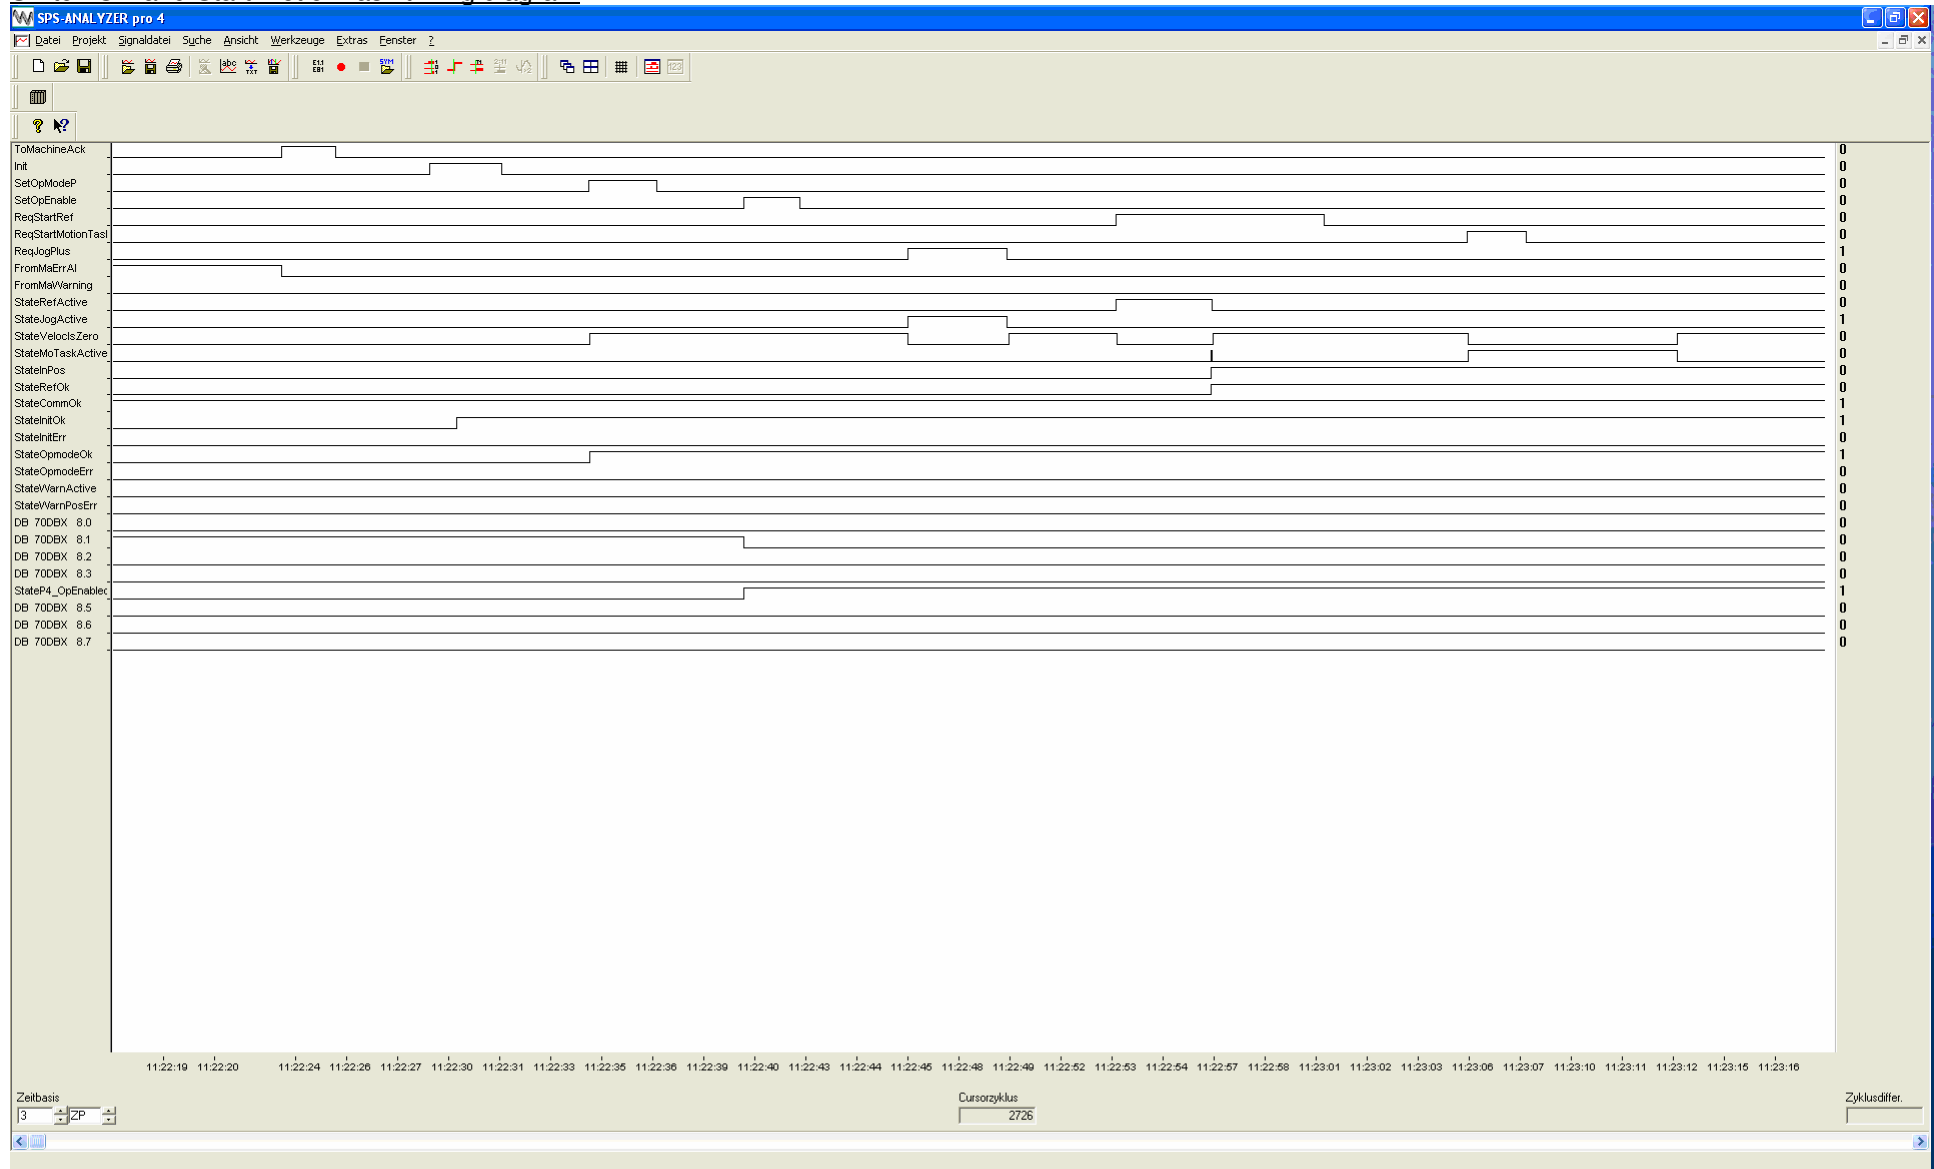 SPS-ANALYZER pro 4
Datei Projekt Signaldatei Suche Ansicht Werkzeuge Extras Fenster ?
ToMachineAck 0
Init 0
SetOpModeP 0
SetOpEnable 0
ReqStartRef 0
ReqStartMotionTasl 0
ReqJogPlus 1
FromMaErrAl 0
FromMaWarning 0
StateRefActive 0
StateJogActive 1
StateVelocIsZero 0
StateMoTaskActive 0
StateInPos 0
StateRefOk 0
StateCommOk 1
StateInitOk 1
StateInitErr 0
StateOpmodeOk 1
StateOpmodeErr 0
StateWarnActive 0
StateWarnPosErr 0
DB 70DBX 8.0 0
DB 70DBX 8.1 0
DB 70DBX 8.2 0
DB 70DBX 8.3 0
StateP4_OpEnabled 1
DB 70DBX 8.5 0
DB 70DBX 8.6 0
DB 70DBX 8.7 0
11:22:19 11:22:20 11:22:24 11:22:26 11:22:27 11:22:30 11:22:31 11:22:33 11:22:35 11:22:36 11:22:39 11:22:40 11:22:43 11:22:44 11:22:45 11:22:48 11:22:49 11:22:52 11:22:53 11:22:54 11:22:57 11:22:58 11:23:01 11:23:02 11:23:03 11:23:06 11:23:07 11:23:10 11:23:11 11:23:12 11:23:15 11:23:16
Zeitbasis Cursorzyklus Zyklusdiffer.
3 ZP 2726